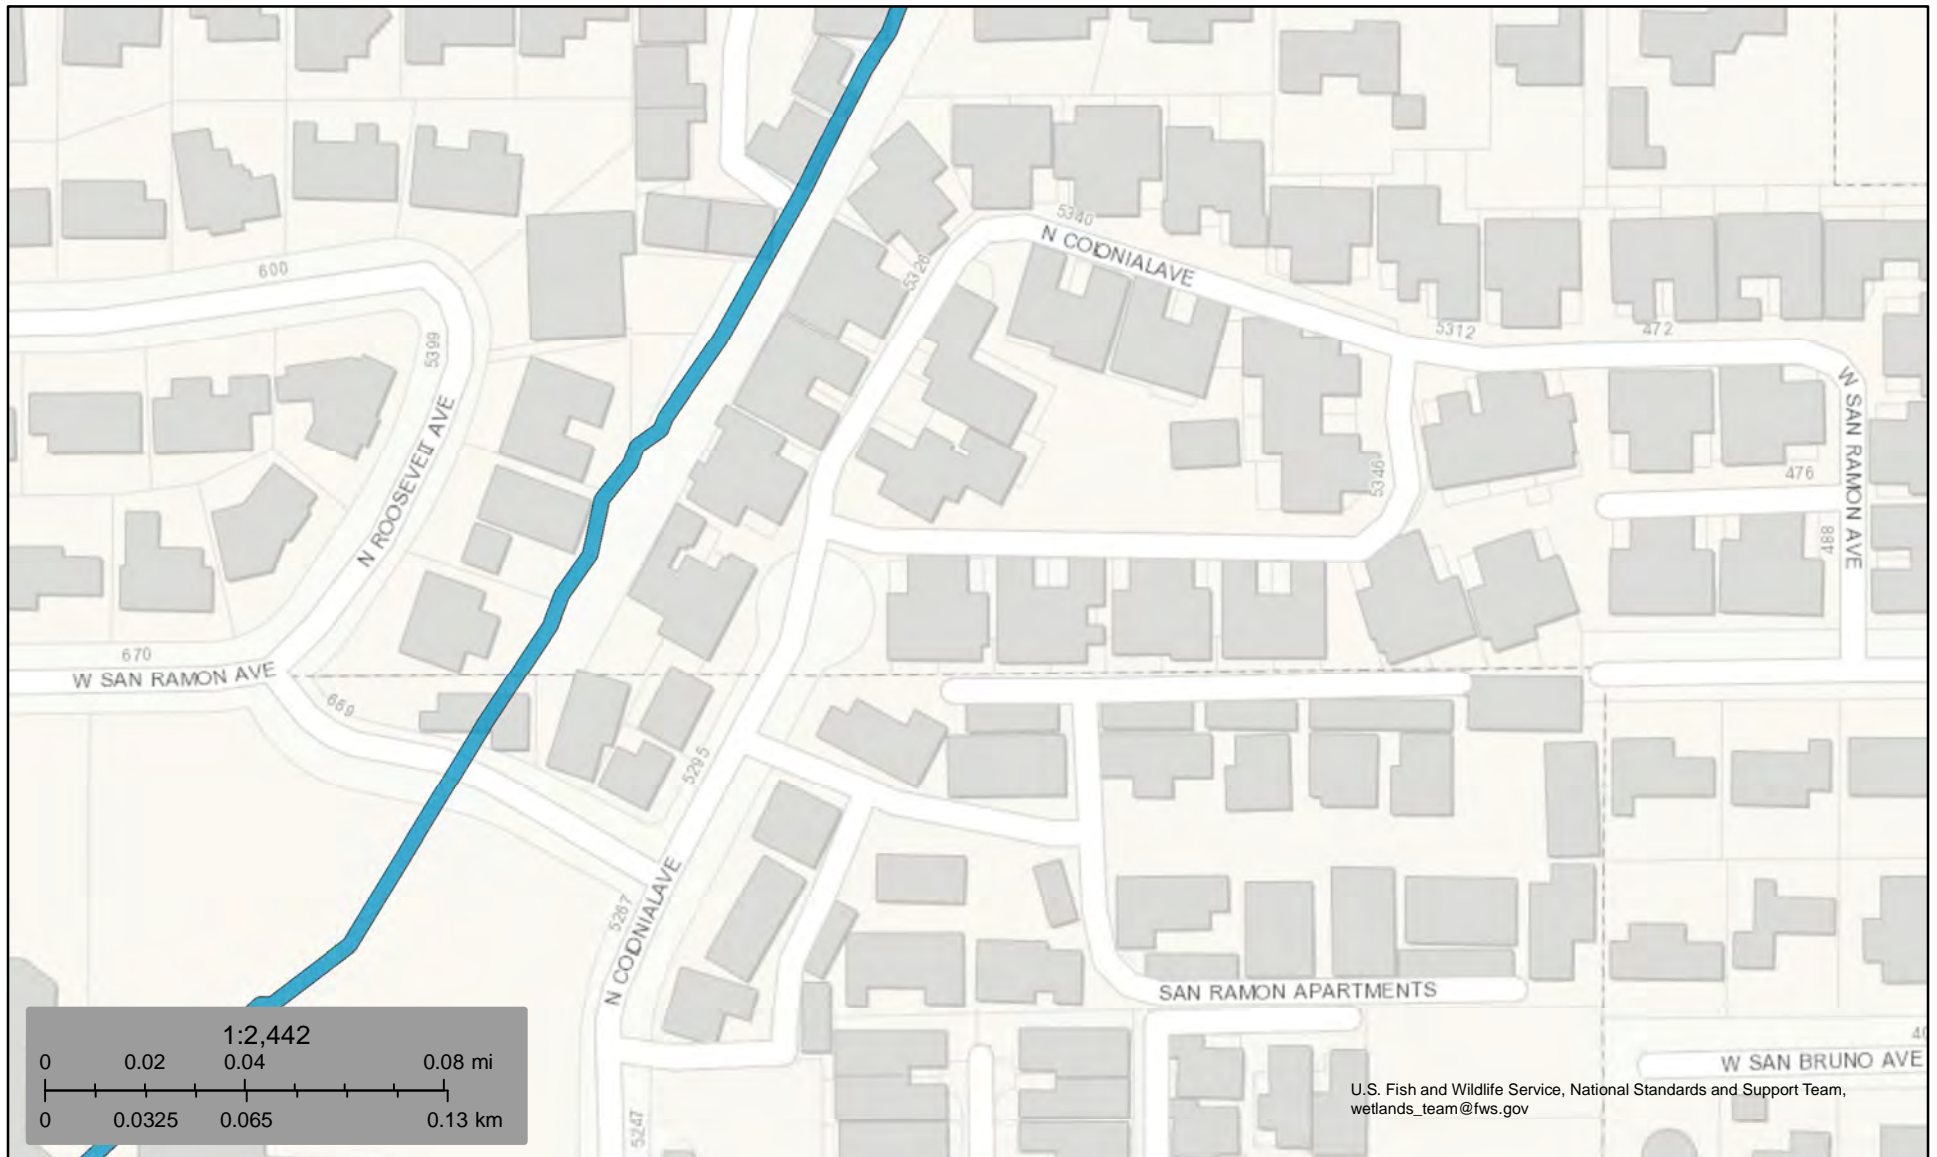 5340
N COLONIALAVE
5326
600
5399
5312
472
W SAN RAMON AVE
N ROOSEVELT AVE
5346
476
488
670
W SAN RAMON AVE
669
5295
5267
N COLONIALAVE
SAN RAMON APARTMENTS
1:2,442
0 0.02 0.04 0.08 mi
0 0.0325 0.065 0.13 km
40
W SAN BRUNO AVE
U.S. Fish and Wildlife Service, National Standards and Support Team,
wetlands_team@fws.gov
5247